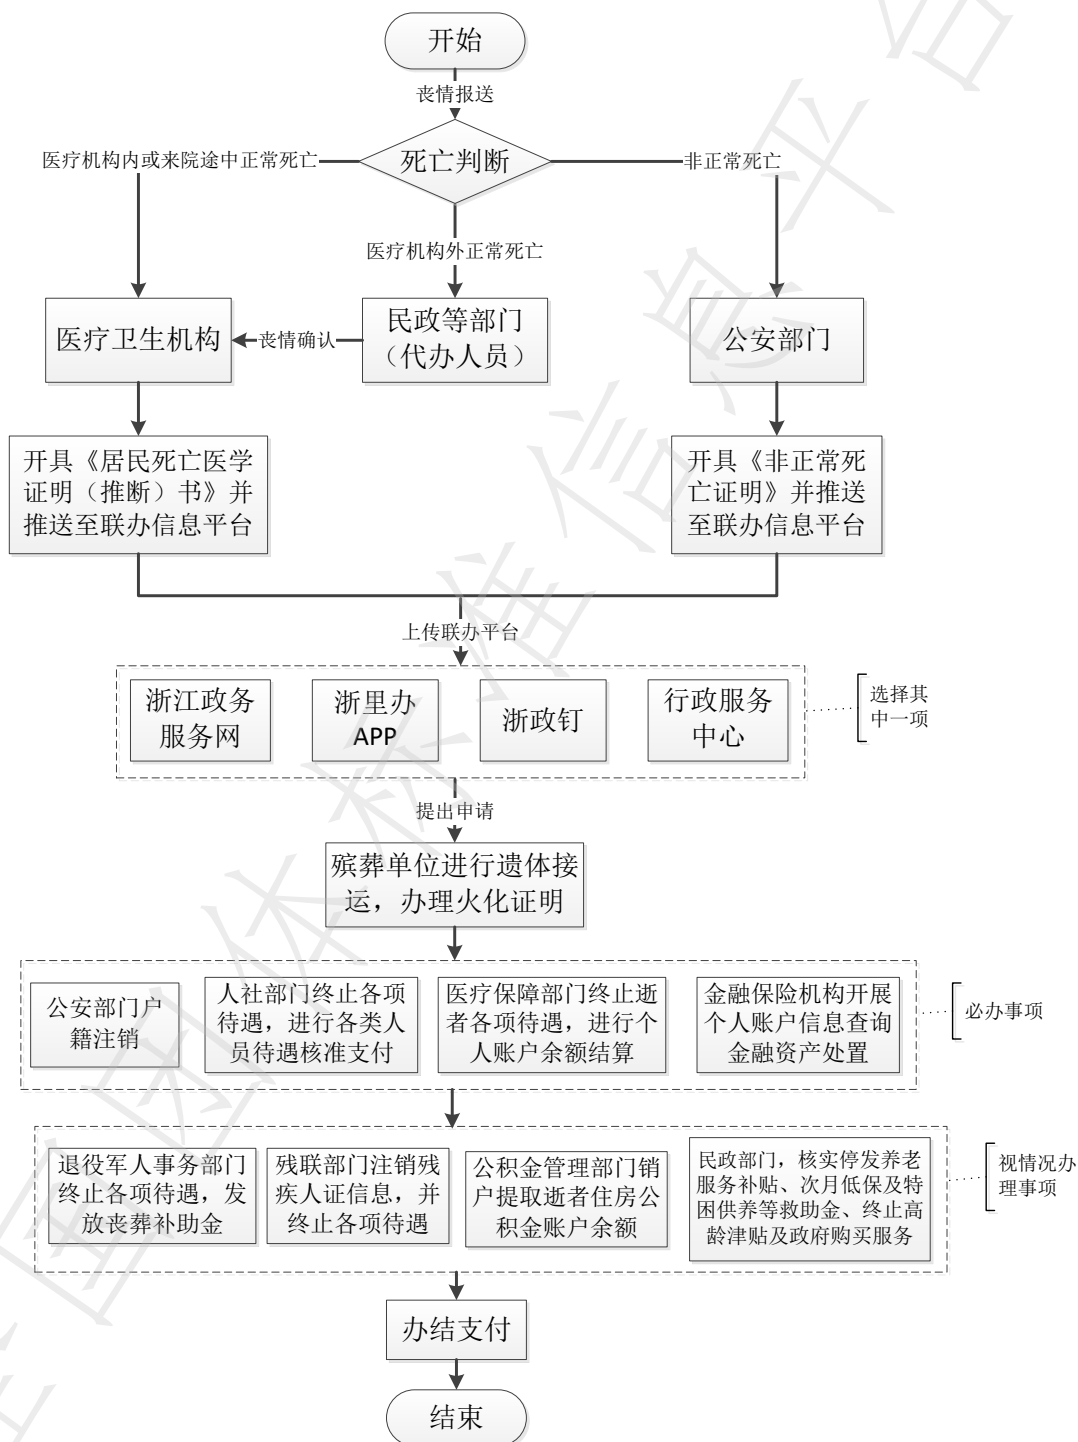 开始
丧情报送
死亡判断
医疗机构内或来院途中正常死亡
非正常死亡
医疗机构外正常死亡
医疗卫生机构
丧情确认
民政等部门
（代办人员）
公安部门
开具《居民死亡医学
证明（推断）书》并
推送至联办信息平台
开具《非正常死
亡证明》并推送
至联办信息平台
上传联办平台
浙江政务
服务网
浙里办
APP
浙政钉
行政服务
中心
选择其
中一项
提出申请
殡葬单位进行遗体接
运，办理火化证明
公安部门户
籍注销
人社部门终止各项
待遇，进行各类人
员待遇核准支付
医疗保障部门终止逝
者各项待遇，进行个
人账户余额结算
金融保险机构开展
个人账户信息查询
金融资产处置
必办事项
退役军人事务部门
终止各项待遇，发
放丧葬补助金
残联部门注销残
疾人证信息，并
终止各项待遇
公积金管理部门销
户提取逝者住房公
积金账户余额
民政部门，核实停发养老
服务补贴、次月低保及特
困供养等救助金、终止高
龄津贴及政府购买服务
视情况办
理事项
办结支付
结束
国团体标准信息平台